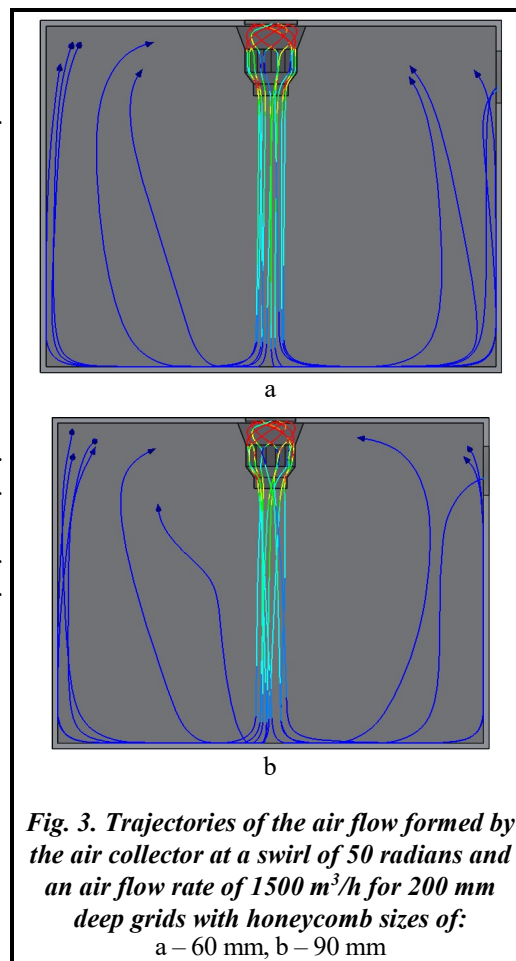 a
b
Fig. 3. Trajectories of the air flow formed by
the air collector at a swirl of 50 radians and
an air flow rate of 1500 m³/h for 200 mm
deep grids with honeycomb sizes of:
a – 60 mm, b – 90 mm